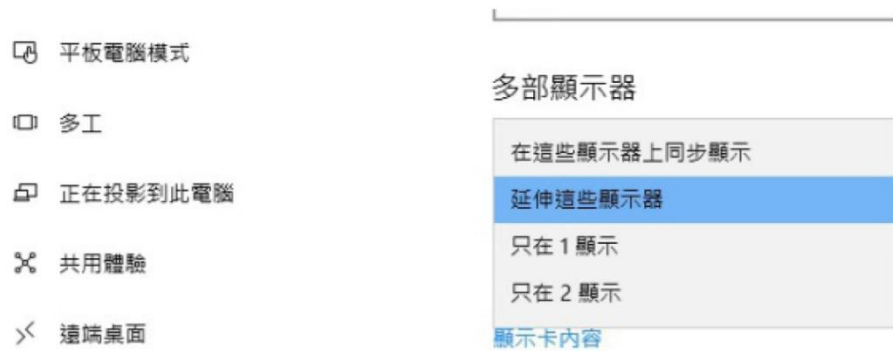 平板電腦模式
多工
正在投影到此電腦
共用體驗
遠端桌面
多部顯示器
在這些顯示器上同步顯示
延伸這些顯示器
只在 1 顯示
只在 2 顯示
顯示卡內容